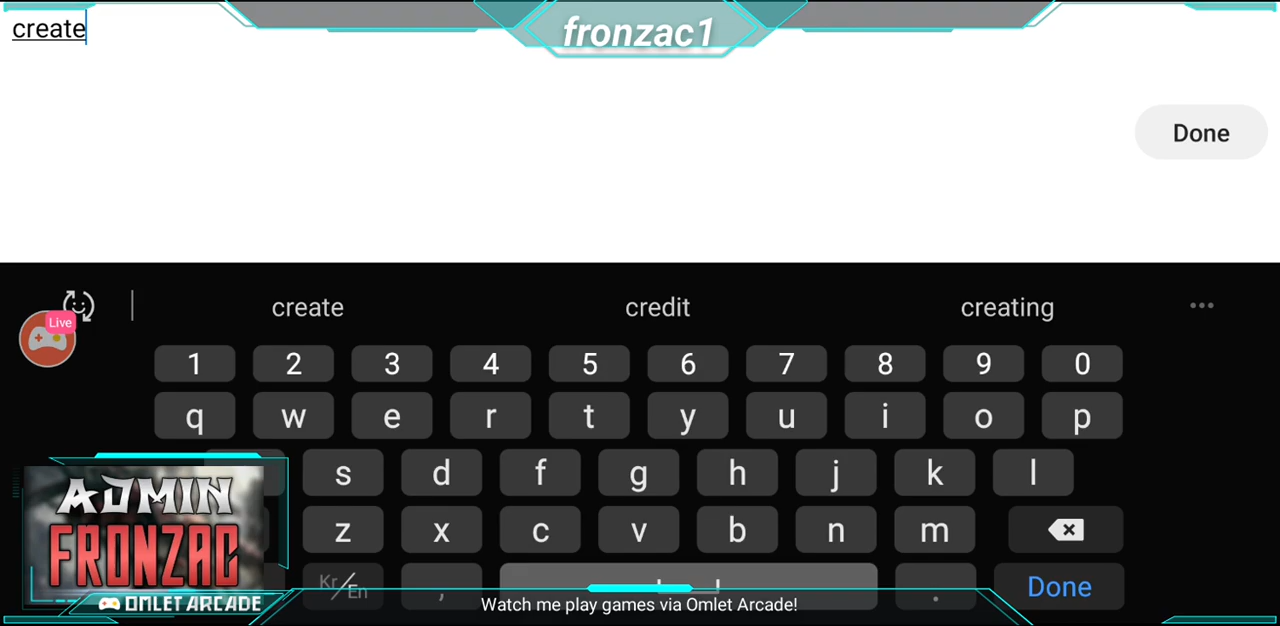 create
fronzac1
Done
Live
create credit creating
1 2 3 4 5 6 7 8 9 0
q w e r t y u i o p
s d f g h j k l
z x c v b n m
Kr/En , . Done
ADMIN
FRONZAC
OMLET ARCADE
Watch me play games via Omlet Arcade!